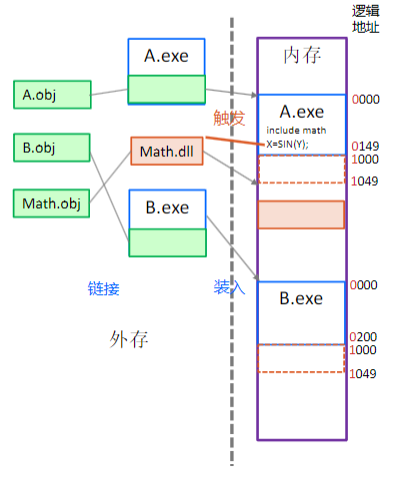 逻辑
地址
A.exe
内存
A.obj
0000
触发
A.exe
include math
X=SIN(Y);
B.obj
Math.dll
0149
1000
1049
Math.obj
B.exe
链接
装入
0000
B.exe
外存
0200
1000
1049